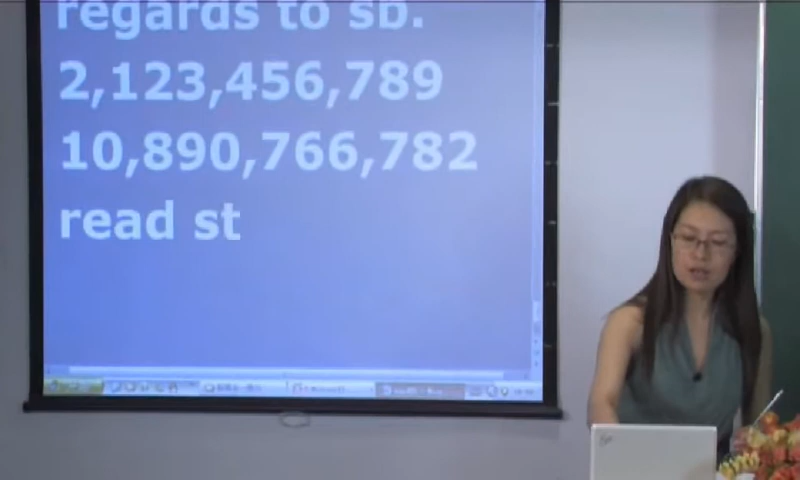 regards to sb.
2,123,456,789
10,890,766,782
read st